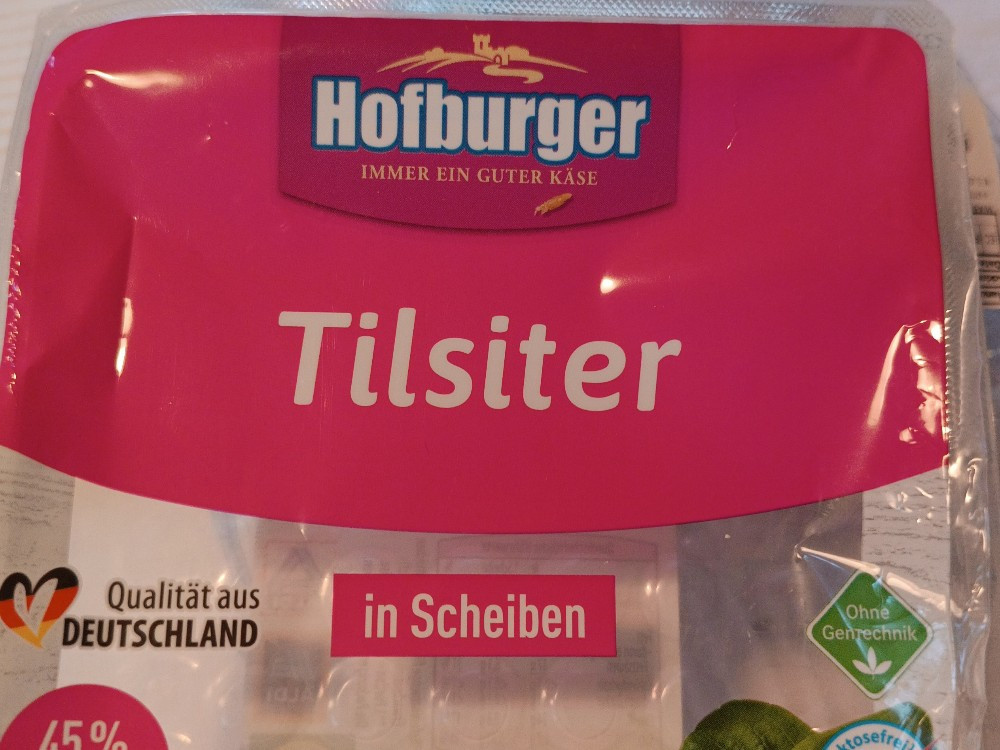 Hofburger
IMMER EIN GUTER KÄSE
Tilsiter
Qualität aus
DEUTSCHLAND
in Scheiben
Ohne
Gentechnik
45%